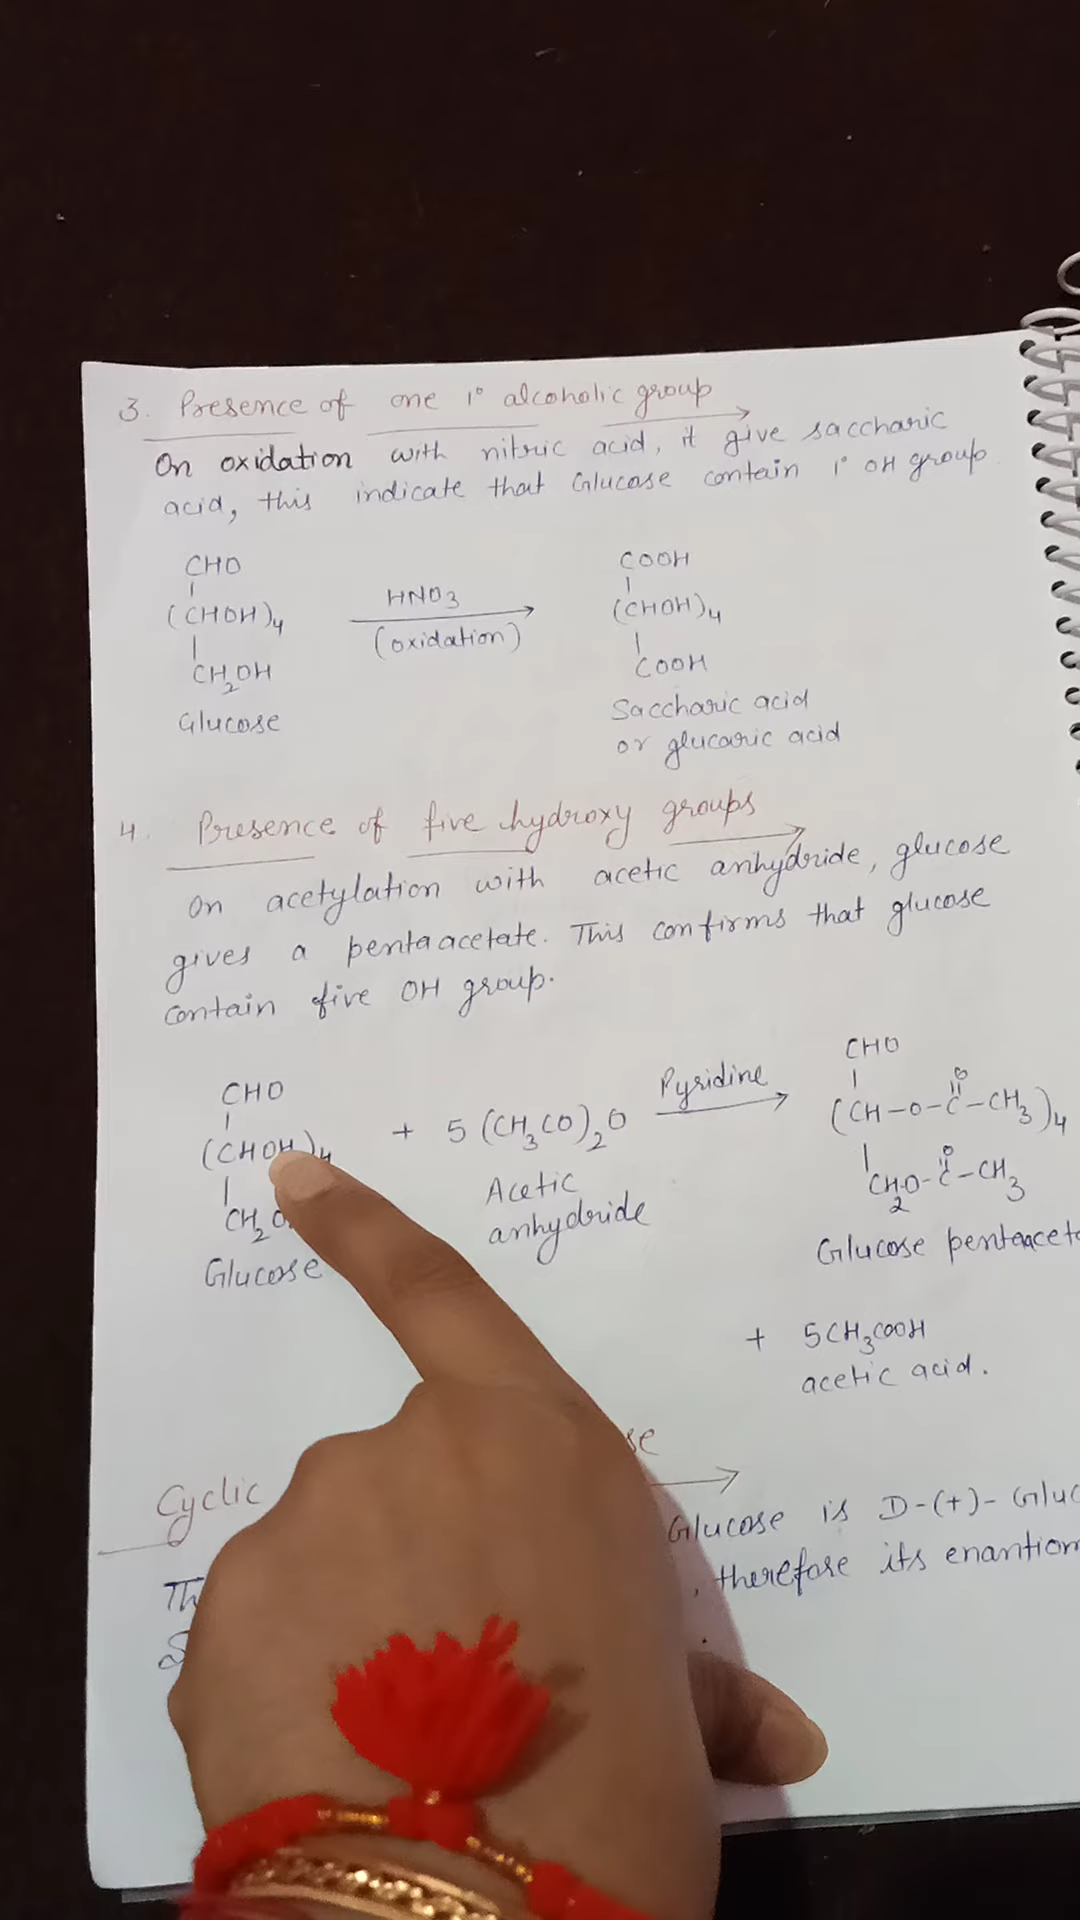 3. Presence of one 1° alcoholic group
On oxidation with nitric acid, it give saccharic
acid, this indicate that Glucose contain 1° OH group
CHO
(CHOH)4
CH2OH
Glucose
HNO3
(oxidation)
COOH
(CHOH)4
COOH
Saccharic acid
or glucaric acid
4. Presence of five hydroxy groups
On acetylation with acetic anhydride, glucose
gives a pentaacetate. This confirms that glucose
contain five OH group.
CHO
(CHOH)4
CH2O
Glucose
+ 5 (CH3CO)2O
Acetic
anhydride
Pyridine
CHO
O
(CH-O-C-CH3)4
O
CH2O-C-CH3
Glucose pentaacet
+ 5CH3COOH
acetic acid.
Cyclic
Glucose is D-(+)-Gluc
, therefore its enantiom